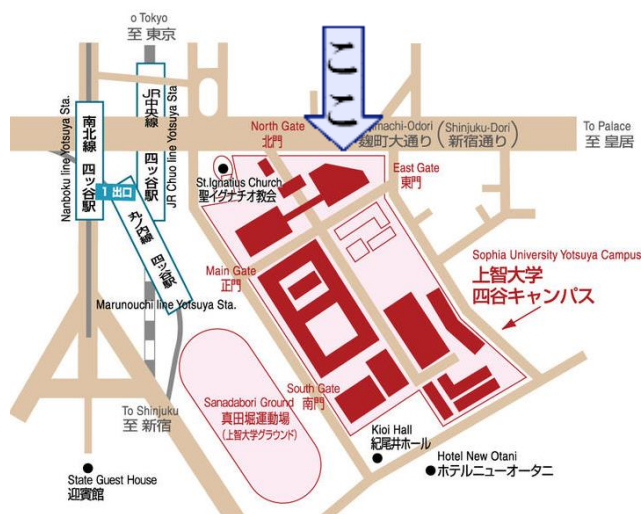 o Tokyo
至 東京
ここ
南北線 四ッ谷駅
Nanboku line Yotsuya Sta.
JR中央線 四ッ谷駅
JR Chuo line Yotsuya Sta
1 出口
丸ノ内線 四ッ谷駅
Marunouchi line Yotsuya Sta.
North Gate
北門
imachi-Odori (Shinjuku-Dori
麹町大通り(新宿通り)
To Palace
至 皇居
St.Ignatius Church
聖イグナチオ教会
East Gate
東門
Main Gate
正門
Sophia University Yotsuya Campus
上智大学
四谷キャンパス
South Gate
南門
Sanadabori Ground
真田堀運動場
(上智大学グラウンド)
To Shinjuku
至 新宿
Kioi Hall
紀尾井ホール
Hotel New Otani
ホテルニューオータニ
State Guest House
迎賓館